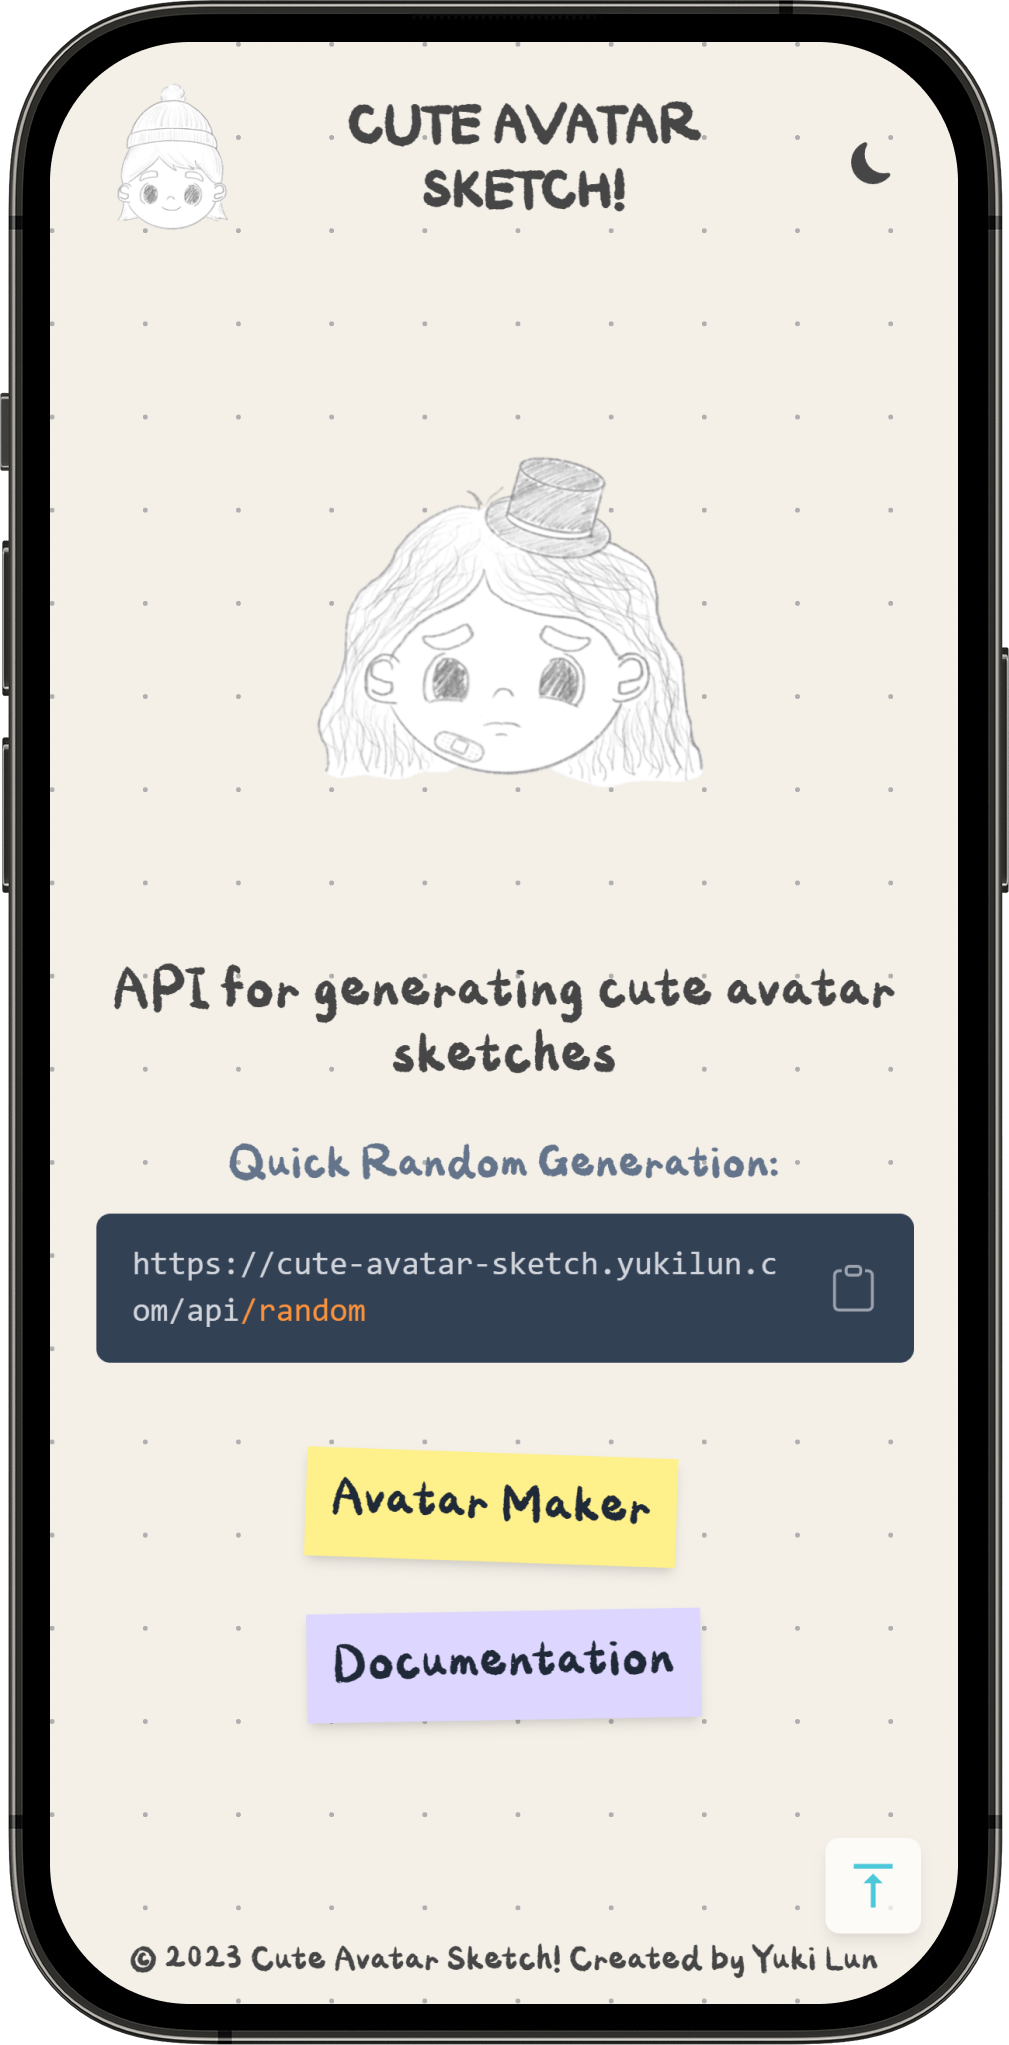 CUTE AVATAR
SKETCH!
API for generating cute avatar
sketches
Quick Random Generation:
https://cute-avatar-sketch.yukilun.c
om/api/random
Avatar Maker
Documentation
© 2023 Cute Avatar Sketch! Created by Yuki Lun